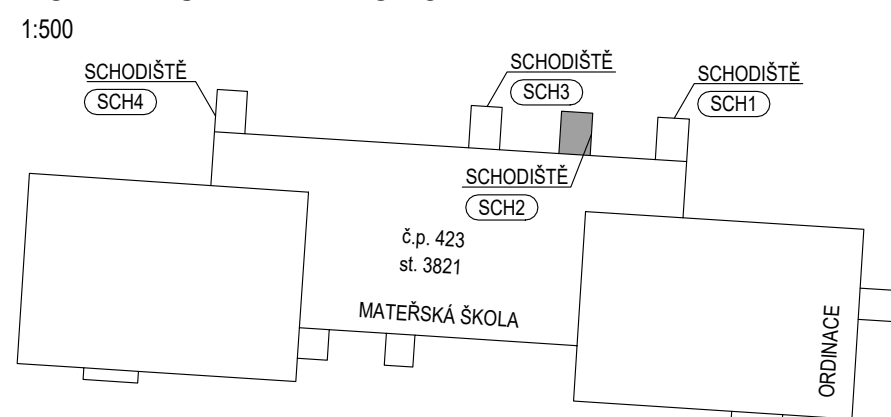 1:500
SCHODIŠTĚ
SCH4
SCHODIŠTĚ
SCH3
SCHODIŠTĚ
SCH1
SCHODIŠTĚ
SCH2
č.p. 423
st. 3821
MATEŘSKÁ ŠKOLA
ORDINACE